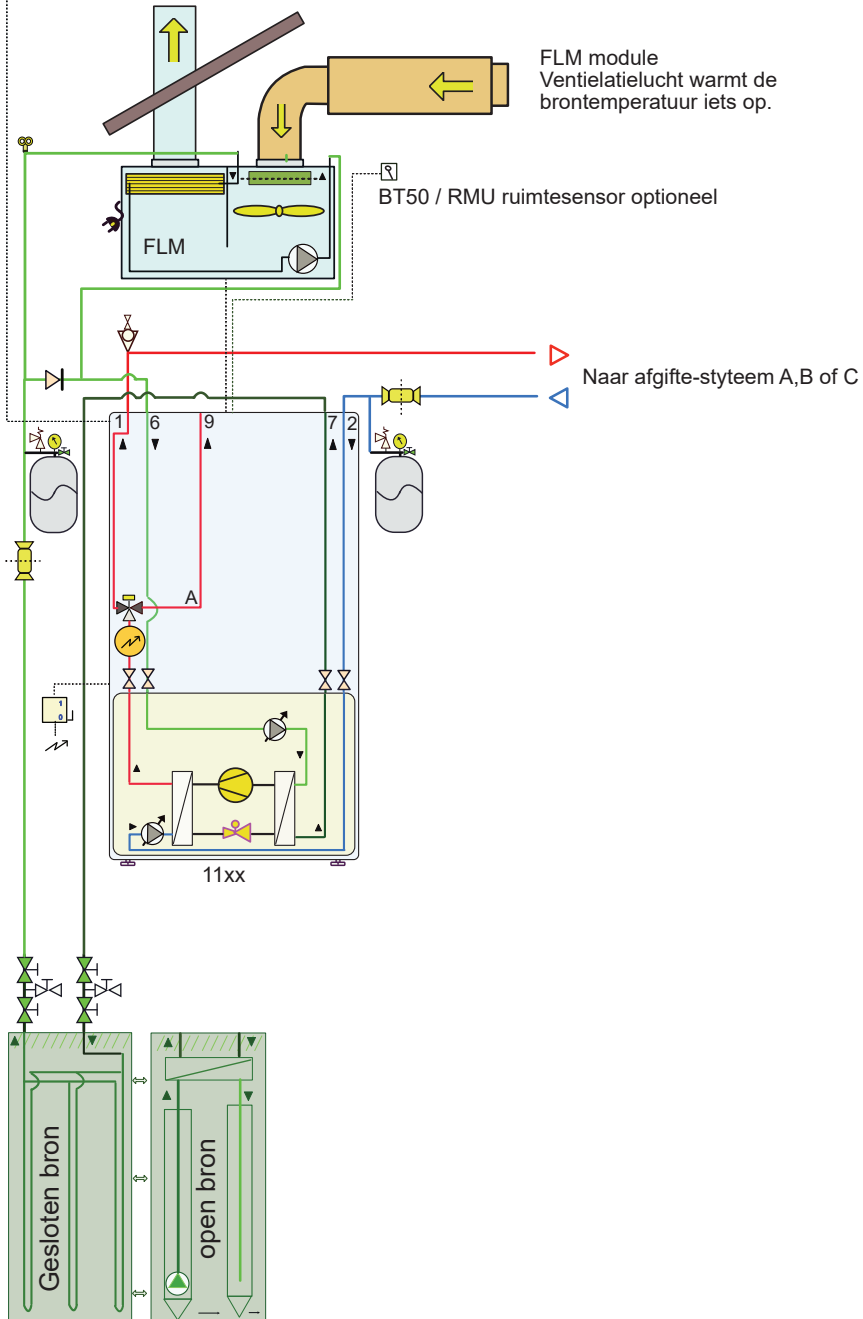 FLM module
Ventielatielucht warmt de
brontemperatuur iets op.
BT50 / RMU ruimtesensor optioneel
FLM
Naar afgifte-styteem A,B of C
1 6 9 7 2
A
1
0
11xx
Gesloten bron
open bron